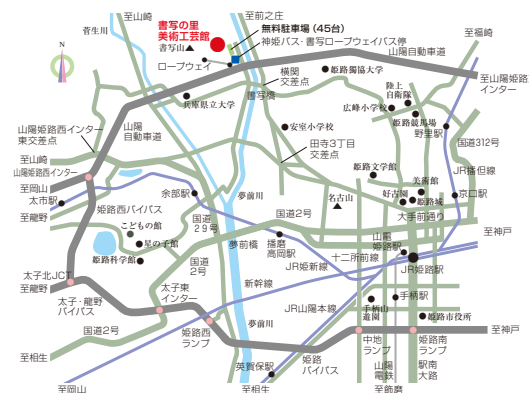 至山崎
至前之庄
菅生川
書写の里
美術工芸館
無料駐車場（45台）
神姫バス・書写ロープウェイバス停
書写山
ロープウェイ
至福崎
山陽自動車道
N
横関
交差点
姫路獨協大学
至山陽姫路東
インター
書写橋
兵庫県立大学
陸上
自衛隊
広峰小学校
姫路競馬場
野里駅
山陽姫路西インター
東交差点
山陽
自動車道
安室小学校
田寺3丁目
交差点
国道312号
至山崎
山陽姫路西インター
至岡山
太市駅
至龍野
姫路文学館
JR播但線
美術館
好古園
姫路城
京口駅
余部駅
夢前川
名古山
姫路西バイパス
国道
29号
国道2号
大手前通り
こどもの館
星の子館
姫路科学館
夢前橋
播磨
高岡駅
山電
姫路駅
十二所前線
至神戸
国道
2号
JR姫新線
JR姫路駅
太子北JCT
至龍野
太子東
インター
新幹線
太子・龍野
バイパス
JR山陽本線
手柄駅
手柄山
遊園
姫路市役所
国道2号
姫路西
ランプ
夢前川
中地
ランプ
姫路南
ランプ
至神戸
至相生
英賀保駅
姫路
バイパス
山陽
電鉄
駅南
大路
至岡山
至相生
至飾磨